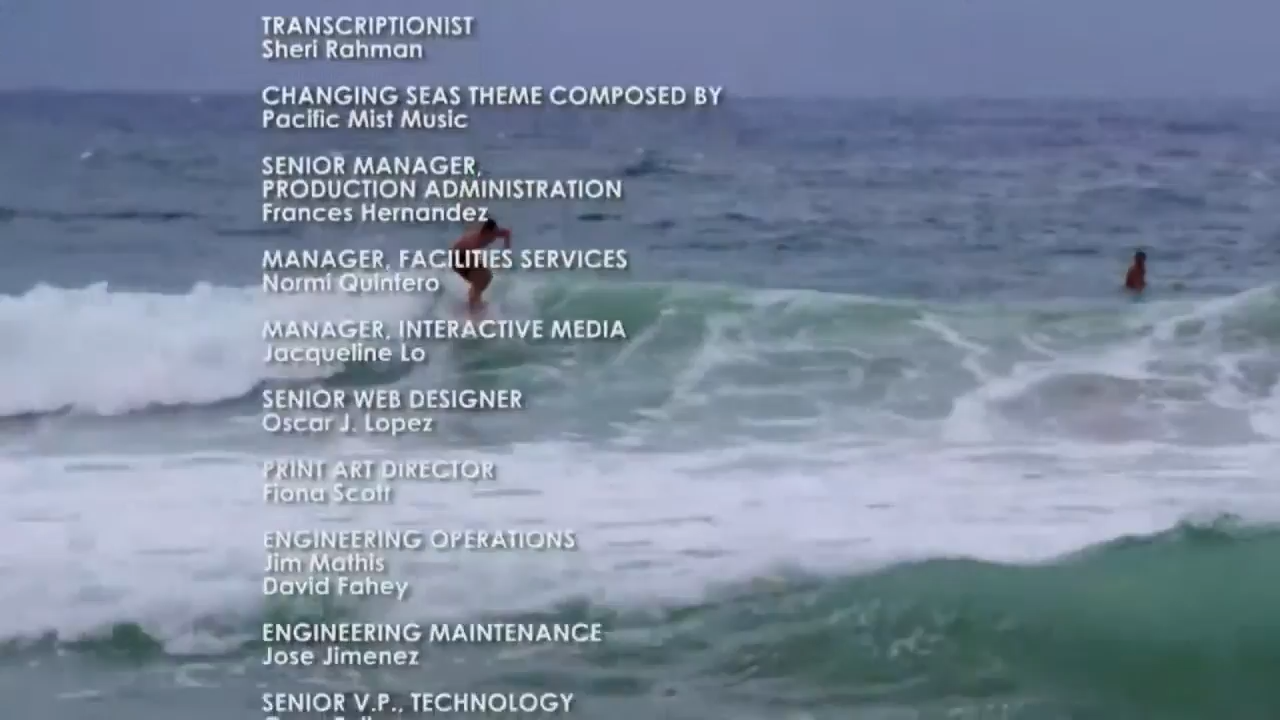 TRANSCRIPTIONIST
Sheri Rahman
CHANGING SEAS THEME COMPOSED BY
Pacific Mist Music
SENIOR MANAGER,
PRODUCTION ADMINISTRATION
Frances Hernandez
MANAGER, FACILITIES SERVICES
Normi Quintero
MANAGER, INTERACTIVE MEDIA
Jacqueline Lo
SENIOR WEB DESIGNER
Oscar J. Lopez
PRINT ART DIRECTOR
Fiona Scott
ENGINEERING OPERATIONS
Jim Mathis
David Fahey
ENGINEERING MAINTENANCE
Jose Jimenez
SENIOR V.P., TECHNOLOGY